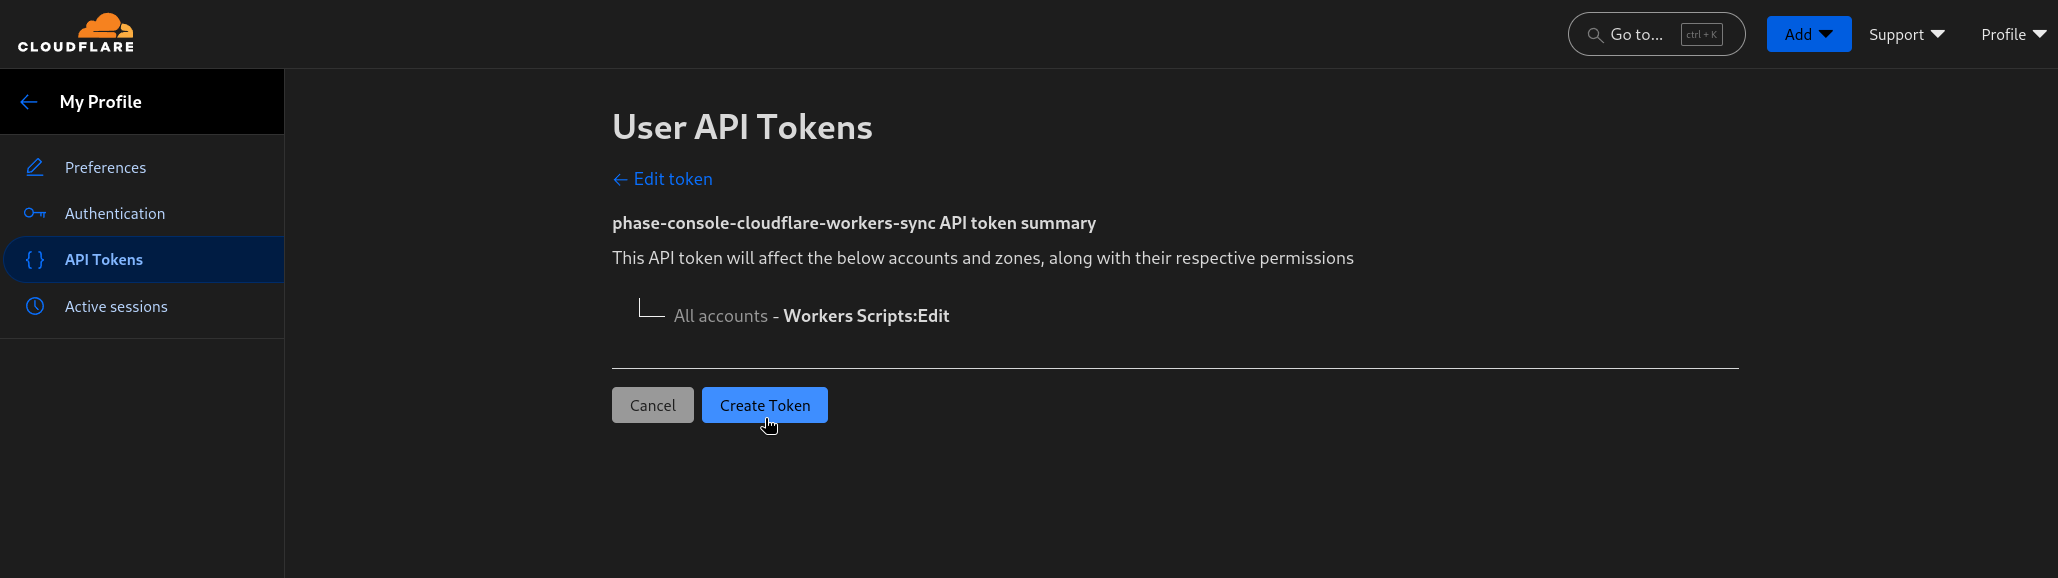 CLOUDFLARE
Go to... ctrl + K
Add
Support
Profile
My Profile
Preferences
Authentication
API Tokens
Active sessions
User API Tokens
← Edit token
phase-console-cloudflare-workers-sync API token summary
This API token will affect the below accounts and zones, along with their respective permissions
All accounts - Workers Scripts:Edit
Cancel
Create Token